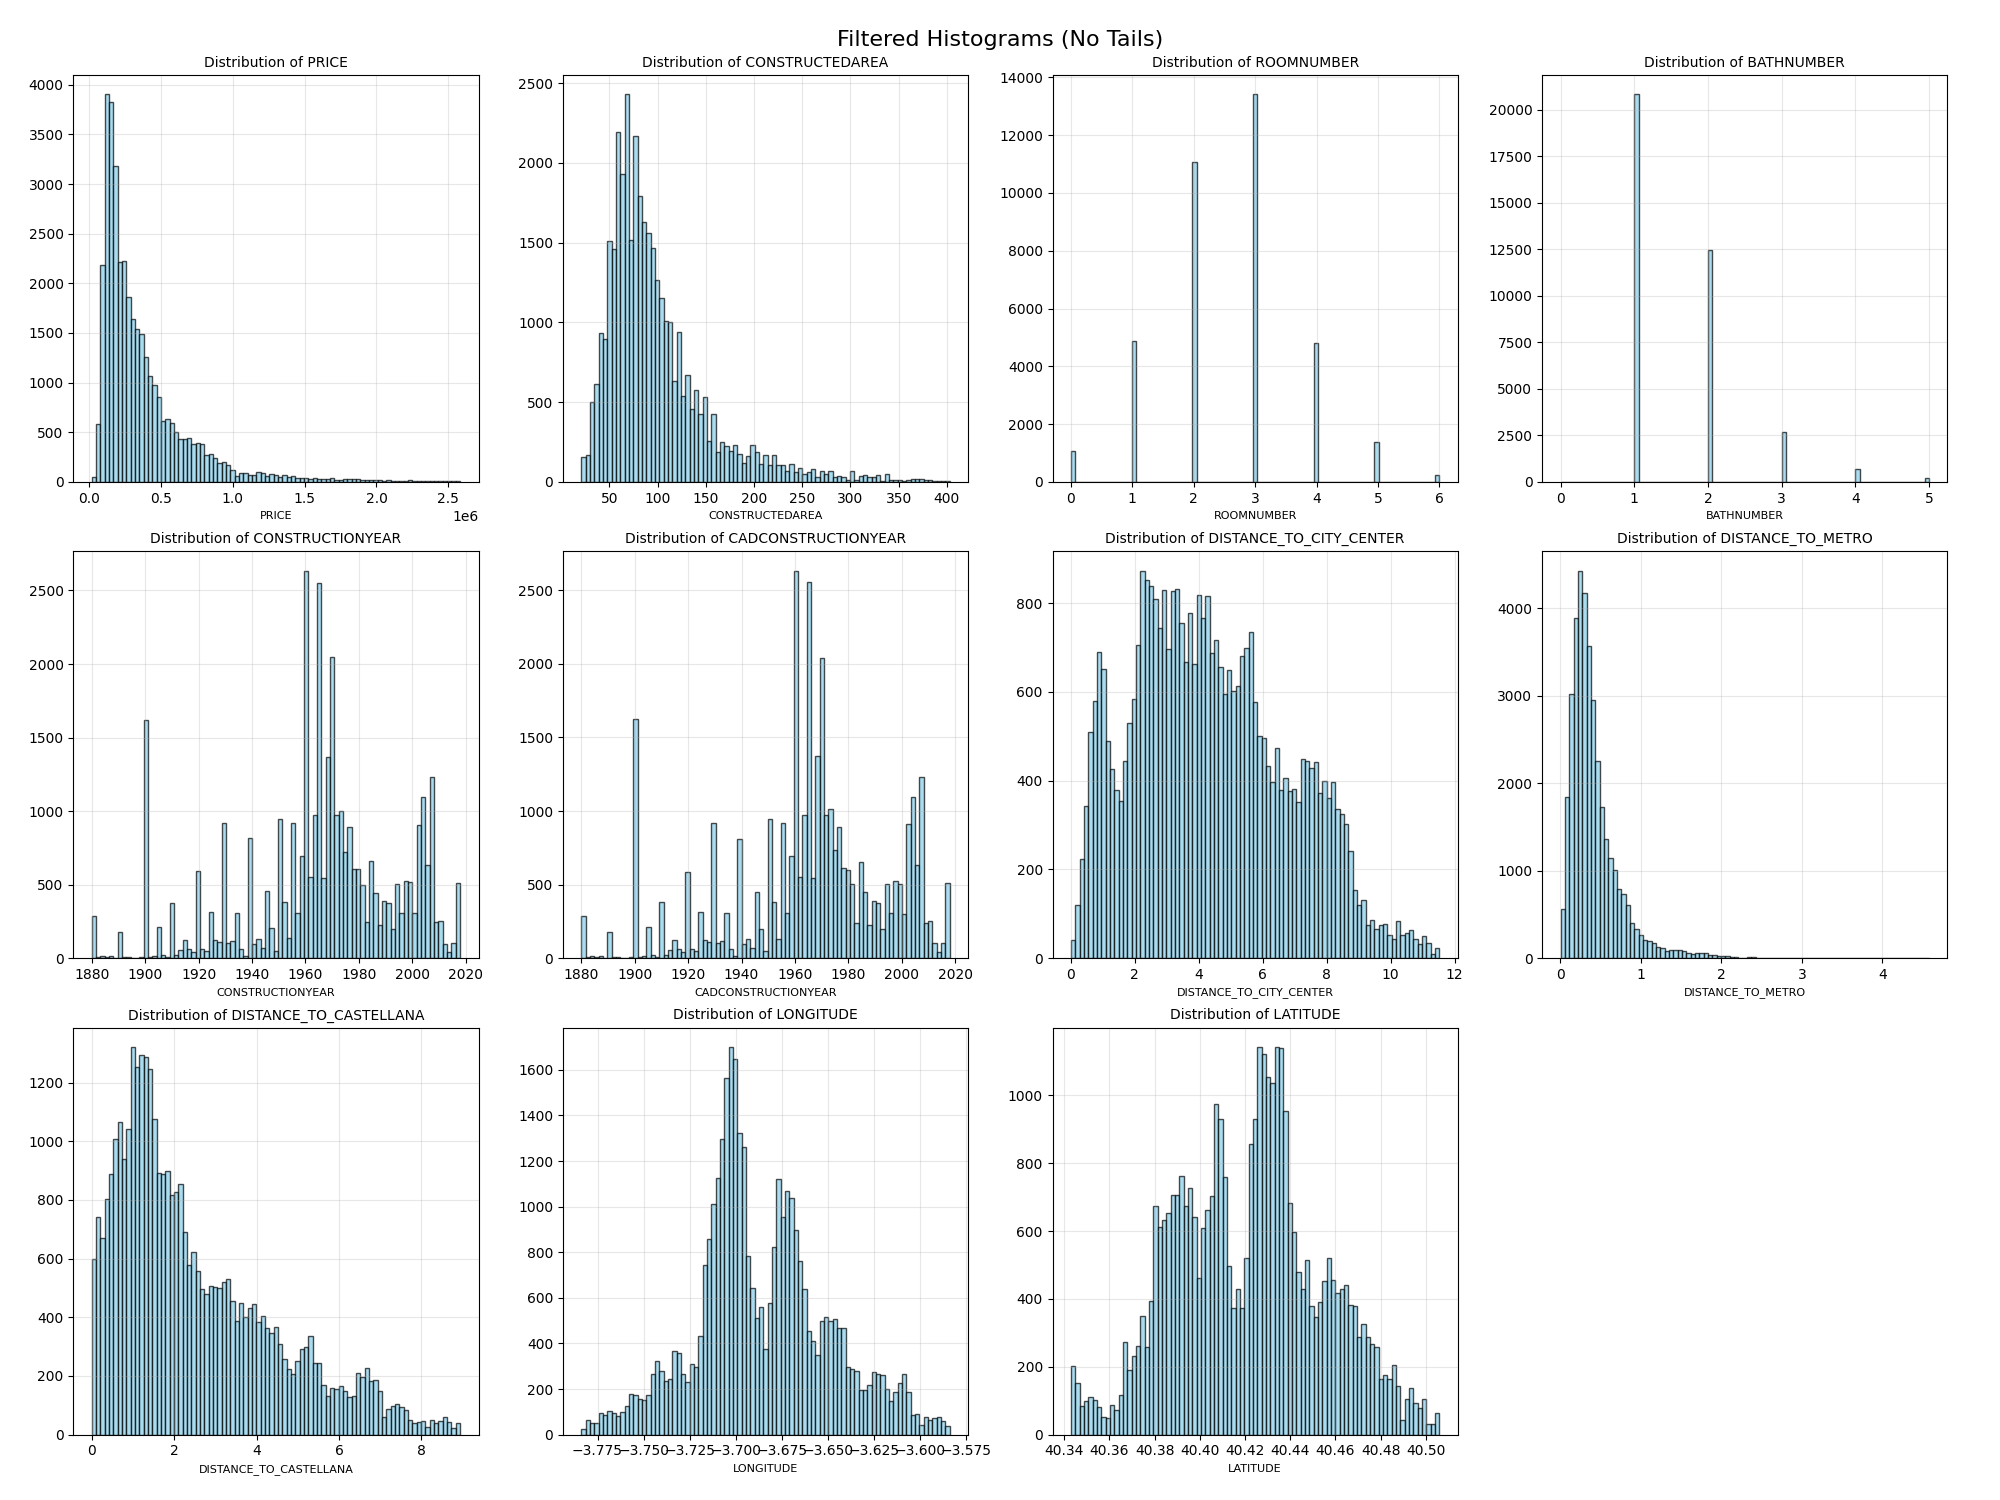 Filtered Histograms (No Tails)
Distribution of PRICE
4000
3500
3000
2500
2000
1500
1000
500
0
0.0 0.5 1.0 1.5 2.0 2.5
1e6
PRICE
Distribution of CONSTRUCTEDAREA
2500
2000
1500
1000
500
0
50 100 150 200 250 300 350 400
CONSTRUCTEDAREA
Distribution of ROOMNUMBER
14000
12000
10000
8000
6000
4000
2000
0
0 1 2 3 4 5 6
ROOMNUMBER
Distribution of BATHNUMBER
20000
17500
15000
12500
10000
7500
5000
2500
0
0 1 2 3 4 5
BATHNUMBER
Distribution of CONSTRUCTIONYEAR
2500
2000
1500
1000
500
0
1880 1900 1920 1940 1960 1980 2000 2020
CONSTRUCTIONYEAR
Distribution of CADCONSTRUCTIONYEAR
2500
2000
1500
1000
500
0
1880 1900 1920 1940 1960 1980 2000 2020
CADCONSTRUCTIONYEAR
Distribution of DISTANCE_TO_CITY_CENTER
800
600
400
200
0
0 2 4 6 8 10 12
DISTANCE_TO_CITY_CENTER
Distribution of DISTANCE_TO_METRO
4000
3000
2000
1000
0
0 1 2 3 4
DISTANCE_TO_METRO
Distribution of DISTANCE_TO_CASTELLANA
1200
1000
800
600
400
200
0
0 2 4 6 8
DISTANCE_TO_CASTELLANA
Distribution of LONGITUDE
1600
1400
1200
1000
800
600
400
200
0
−3.775 −3.750 −3.725 −3.700 −3.675 −3.650 −3.625 −3.600 −3.575
LONGITUDE
Distribution of LATITUDE
1000
800
600
400
200
0
40.34 40.36 40.38 40.40 40.42 40.44 40.46 40.48 40.50
LATITUDE